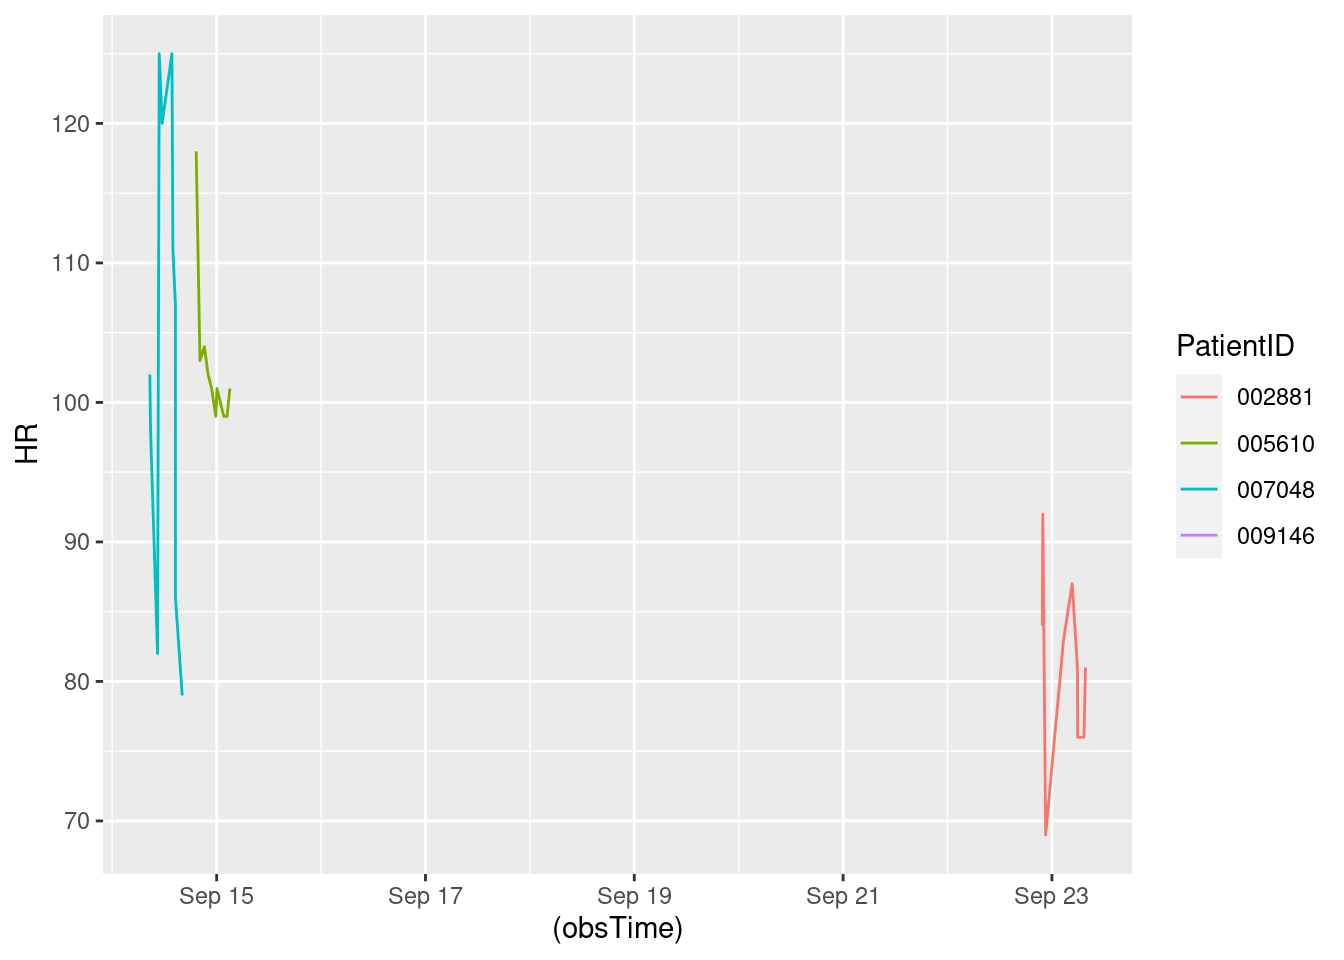 120
110
100
90
80
70
HR
Sep 15
Sep 17
Sep 19
Sep 21
Sep 23
(obsTime)
PatientID
002881
005610
007048
009146